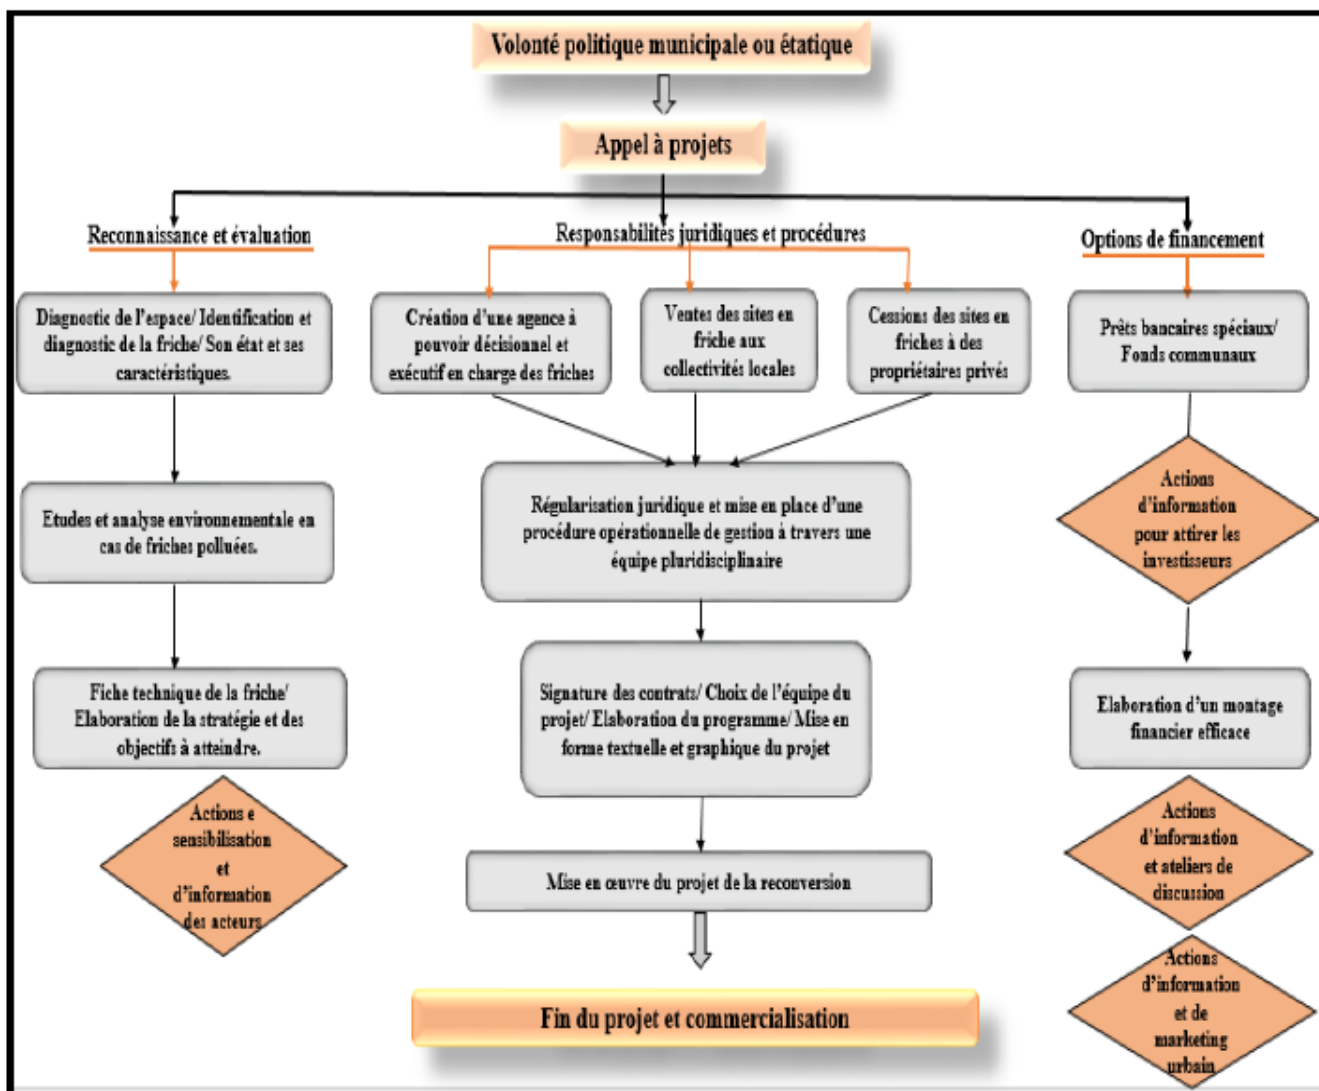 Volonté politique municipale ou étatique
Appel à projets
Reconnaissance et évaluation
Responsabilités juridiques et procédures
Options de financement
Diagnostic de l'espace/ Identification et
diagnostic de la friche/ Son état et ses
caractéristiques.
Création d'une agence à
pouvoir décisionnel et
exécutif en charge des friches
Ventes des sites en
friche aux
collectivités locales
Cessions des sites en
friches à des
propriétaires privés
Prêts bancaires spéciaux/
Fonds communaux
Actions
d'information
pour attirer les
investisseurs
Etudes et analyse environnementale en
cas de friches polluées.
Régularisation juridique et mise en place d'une
procédure opérationnelle de gestion à travers une
équipe pluridisciplinaire
Fiche technique de la friche/
Elaboration de la stratégie et des
objectifs à atteindre.
Signature des contrats/ Choix de l'équipe du
projet/ Elaboration du programme/ Mise en
forme textuelle et graphique du projet
Elaboration d'un montage
financier efficace
Actions e
sensibilisation
et
d'information
des acteurs
Mise en œuvre du projet de la reconversion
Actions
d'information
et ateliers de
discussion
Fin du projet et commercialisation
Actions
d'information
et de
marketing
urbain